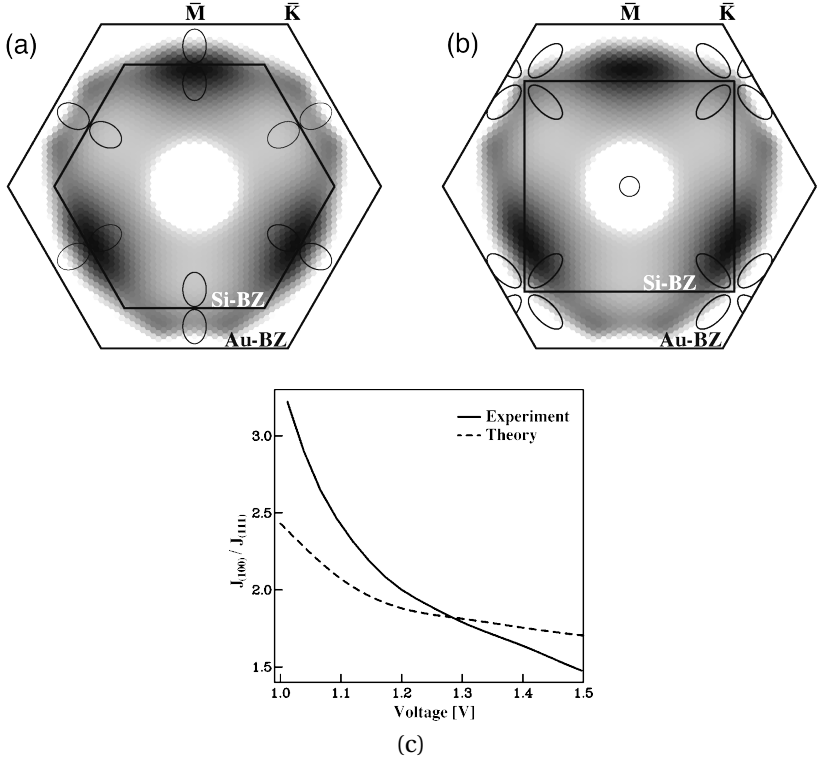 (a)
M̄ K̄
Si-BZ
Au-BZ
(b)
M̄ K̄
Si-BZ
Au-BZ
J(100) / J(111)
3.0
2.5
2.0
1.5
Experiment
Theory
1.0 1.1 1.2 1.3 1.4 1.5
Voltage [V]
(c)